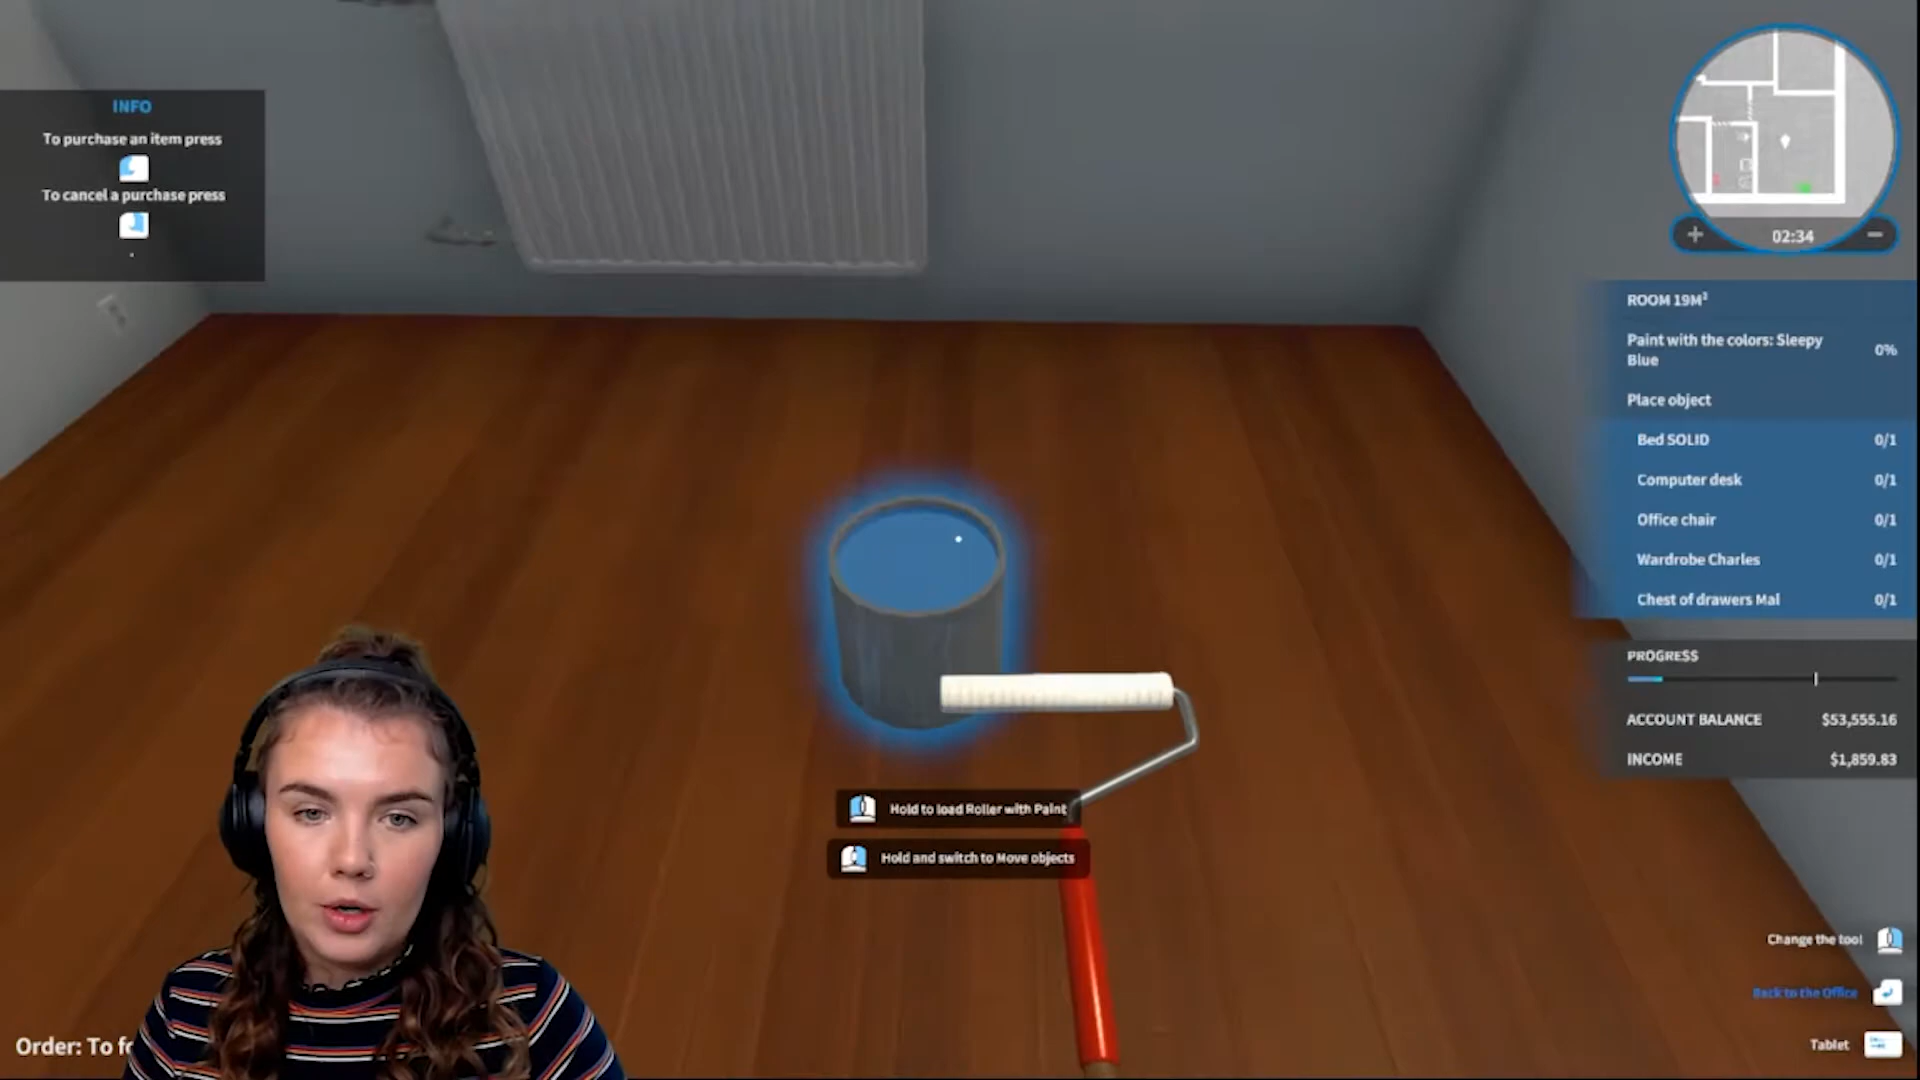 INFO
To purchase an item press
To cancel a purchase press
02:34
ROOM 19M²
Paint with the colors: Sleepy
Blue
0%
Place object
Bed SOLID 0/1
Computer desk 0/1
Office chair 0/1
Wardrobe Charles 0/1
Chest of drawers Mal 0/1
PROGRESS
ACCOUNT BALANCE $53,555.16
INCOME $1,859.83
Hold to load Roller with Paint
Hold and switch to Move objects
Change the tool
Back to the Office
Order: To fo
Tablet